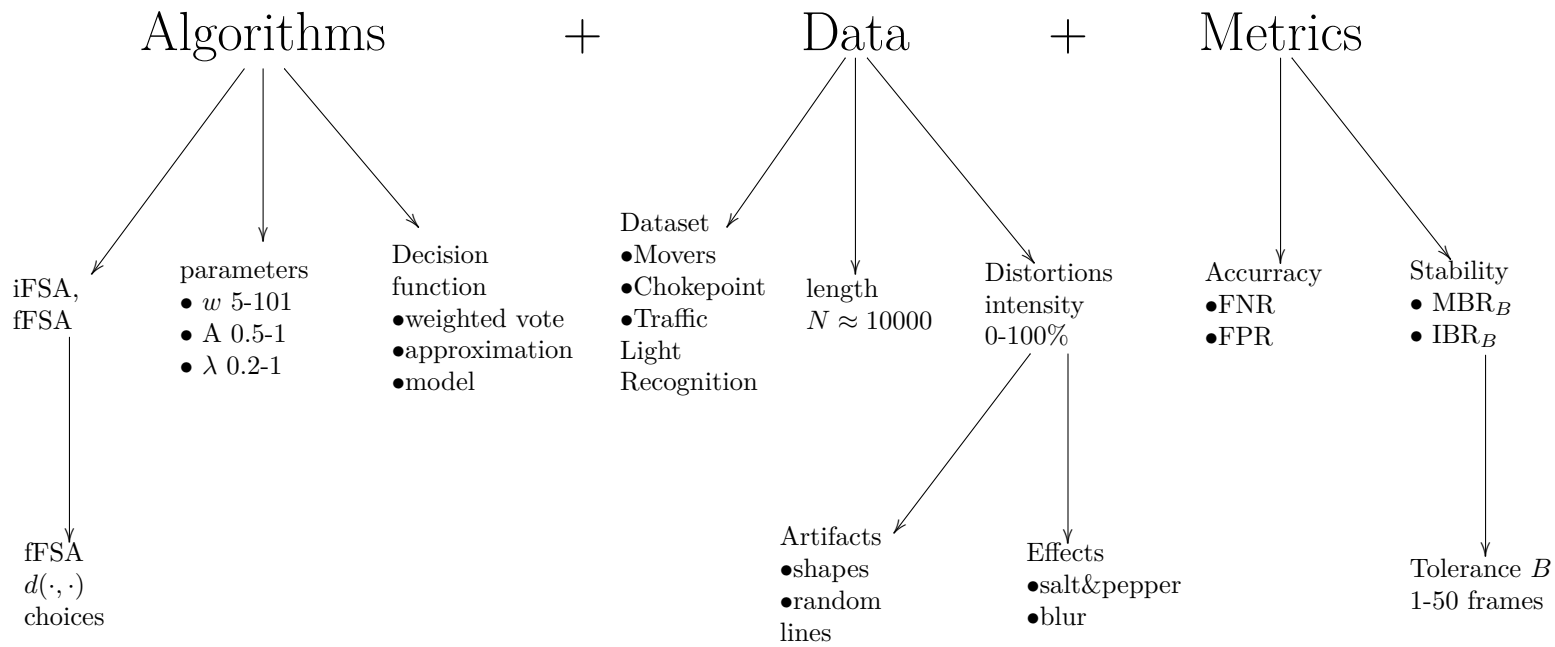 Algorithms + Data + Metrics
iFSA,
fFSA
parameters
• w 5-101
• A 0.5-1
• λ 0.2-1
Decision
function
•weighted vote
•approximation
•model
Dataset
•Movers
•Chokepoint
•Traffic
Light
Recognition
length
N ≈ 10000
Distortions
intensity
0-100%
Accurracy
•FNR
•FPR
Stability
• MBR_B
• IBR_B
fFSA
d(·, ·)
choices
Artifacts
•shapes
•random
lines
Effects
•salt&pepper
•blur
Tolerance B
1-50 frames